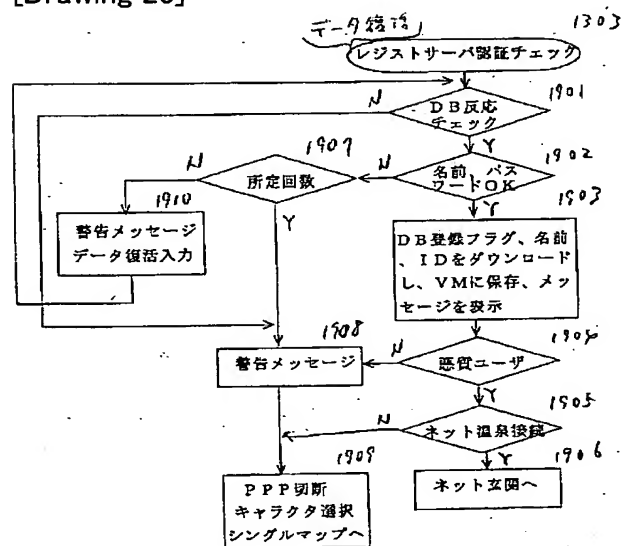 [Drawing 20]
データ復活
1303
レジストサーバ認証チェック
1901
N
DB反応
チェック
Y
1907
1902
N
所定回数
N
名前 パス
ワードOK
1910
Y
Y
1903
警告メッセージ
データ復活入力
DB登録フラグ、名前
、IDをダウンロード
し、VMに保存、メッ
セージを表示
1908
1904
警告メッセージ
N
悪質ユーザ
Y
1905
N
ネット温泉接続
1909
Y
1906
PPP切断
キャラクタ選択
シングルマップへ
ネット玄関へ